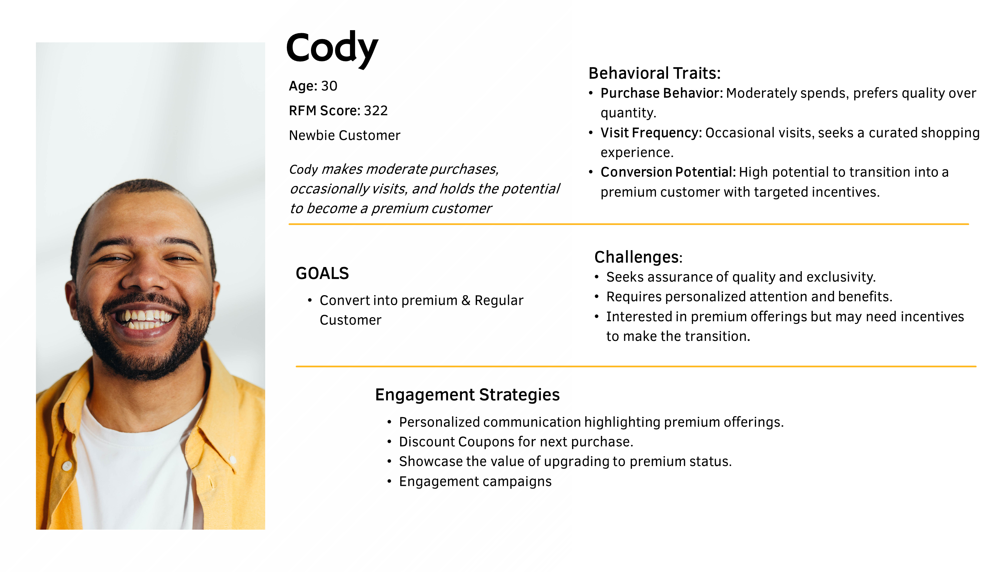 Cody
Age: 30
RFM Score: 322
Newbie Customer
Cody makes moderate purchases,
occasionally visits, and holds the potential
to become a premium customer
Behavioral Traits:
• Purchase Behavior: Moderately spends, prefers quality over
quantity.
• Visit Frequency: Occasional visits, seeks a curated shopping
experience.
• Conversion Potential: High potential to transition into a
premium customer with targeted incentives.
GOALS
• Convert into premium & Regular
Customer
Challenges:
• Seeks assurance of quality and exclusivity.
• Requires personalized attention and benefits.
• Interested in premium offerings but may need incentives
to make the transition.
Engagement Strategies
• Personalized communication highlighting premium offerings.
• Discount Coupons for next purchase.
• Showcase the value of upgrading to premium status.
• Engagement campaigns